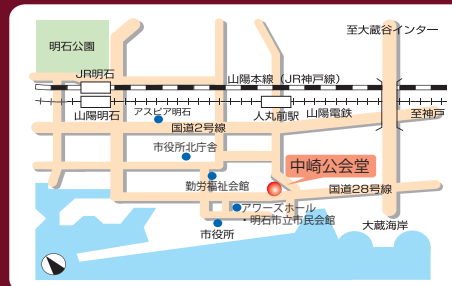 至大蔵谷インター
明石公園
JR明石
山陽本線（JR神戸線）
山陽明石
アスピア明石
人丸前駅
山陽電鉄
至神戸
国道2号線
市役所北庁舎
中崎公会堂
勤労福祉会館
国道28号線
アワーズホール
・明石市立市民会館
市役所
大蔵海岸